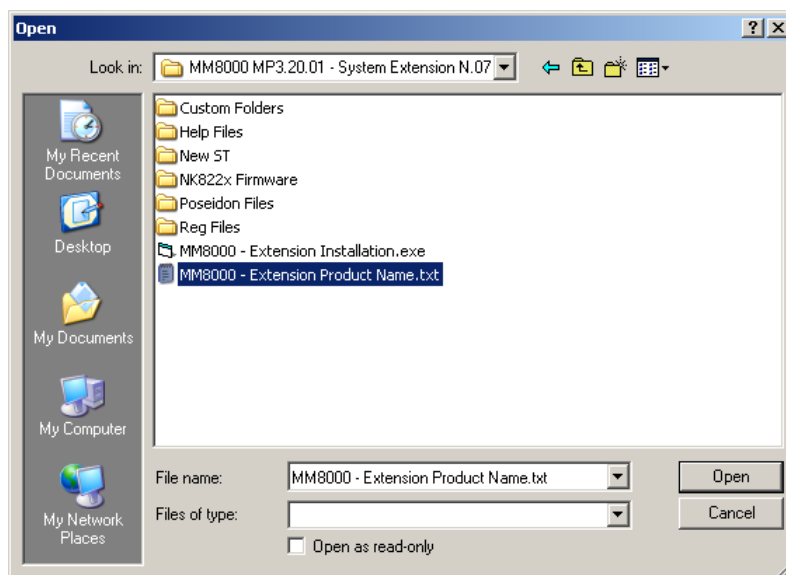 Open
Look in:
MM8000 MP3.20.01 - System Extension N.07
My Recent
Documents
Desktop
My Documents
My Computer
My Network
Places
Custom Folders
Help Files
New ST
NK822x Firmware
Poseidon Files
Reg Files
MM8000 - Extension Installation.exe
MM8000 - Extension Product Name.txt
File name:
MM8000 - Extension Product Name.txt
Open
Files of type:
Cancel
Open as read-only